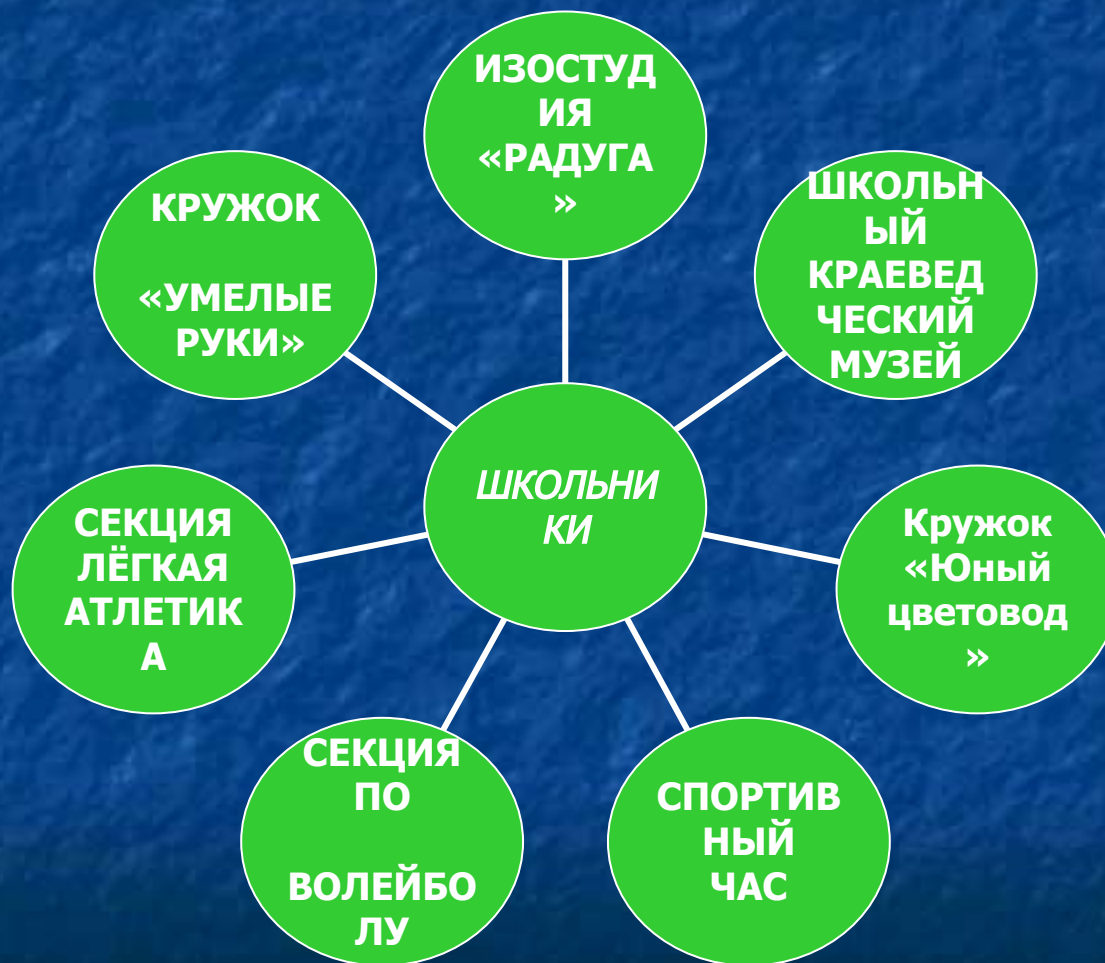 ИЗОСТУД
ИЯ
«РАДУГА
»
ШКОЛЬН
ЫЙ
КРАЕВЕД
ЧЕСКИЙ
МУЗЕЙ
Кружок
«Юный
цветовод
»
СПОРТИВ
НЫЙ
ЧАС
СЕКЦИЯ
ПО
ВОЛЕЙБО
ЛУ
СЕКЦИЯ
ЛЁГКАЯ
АТЛЕТИК
А
КРУЖОК
«УМЕЛЫЕ
РУКИ»
ШКОЛЬНИ
КИ